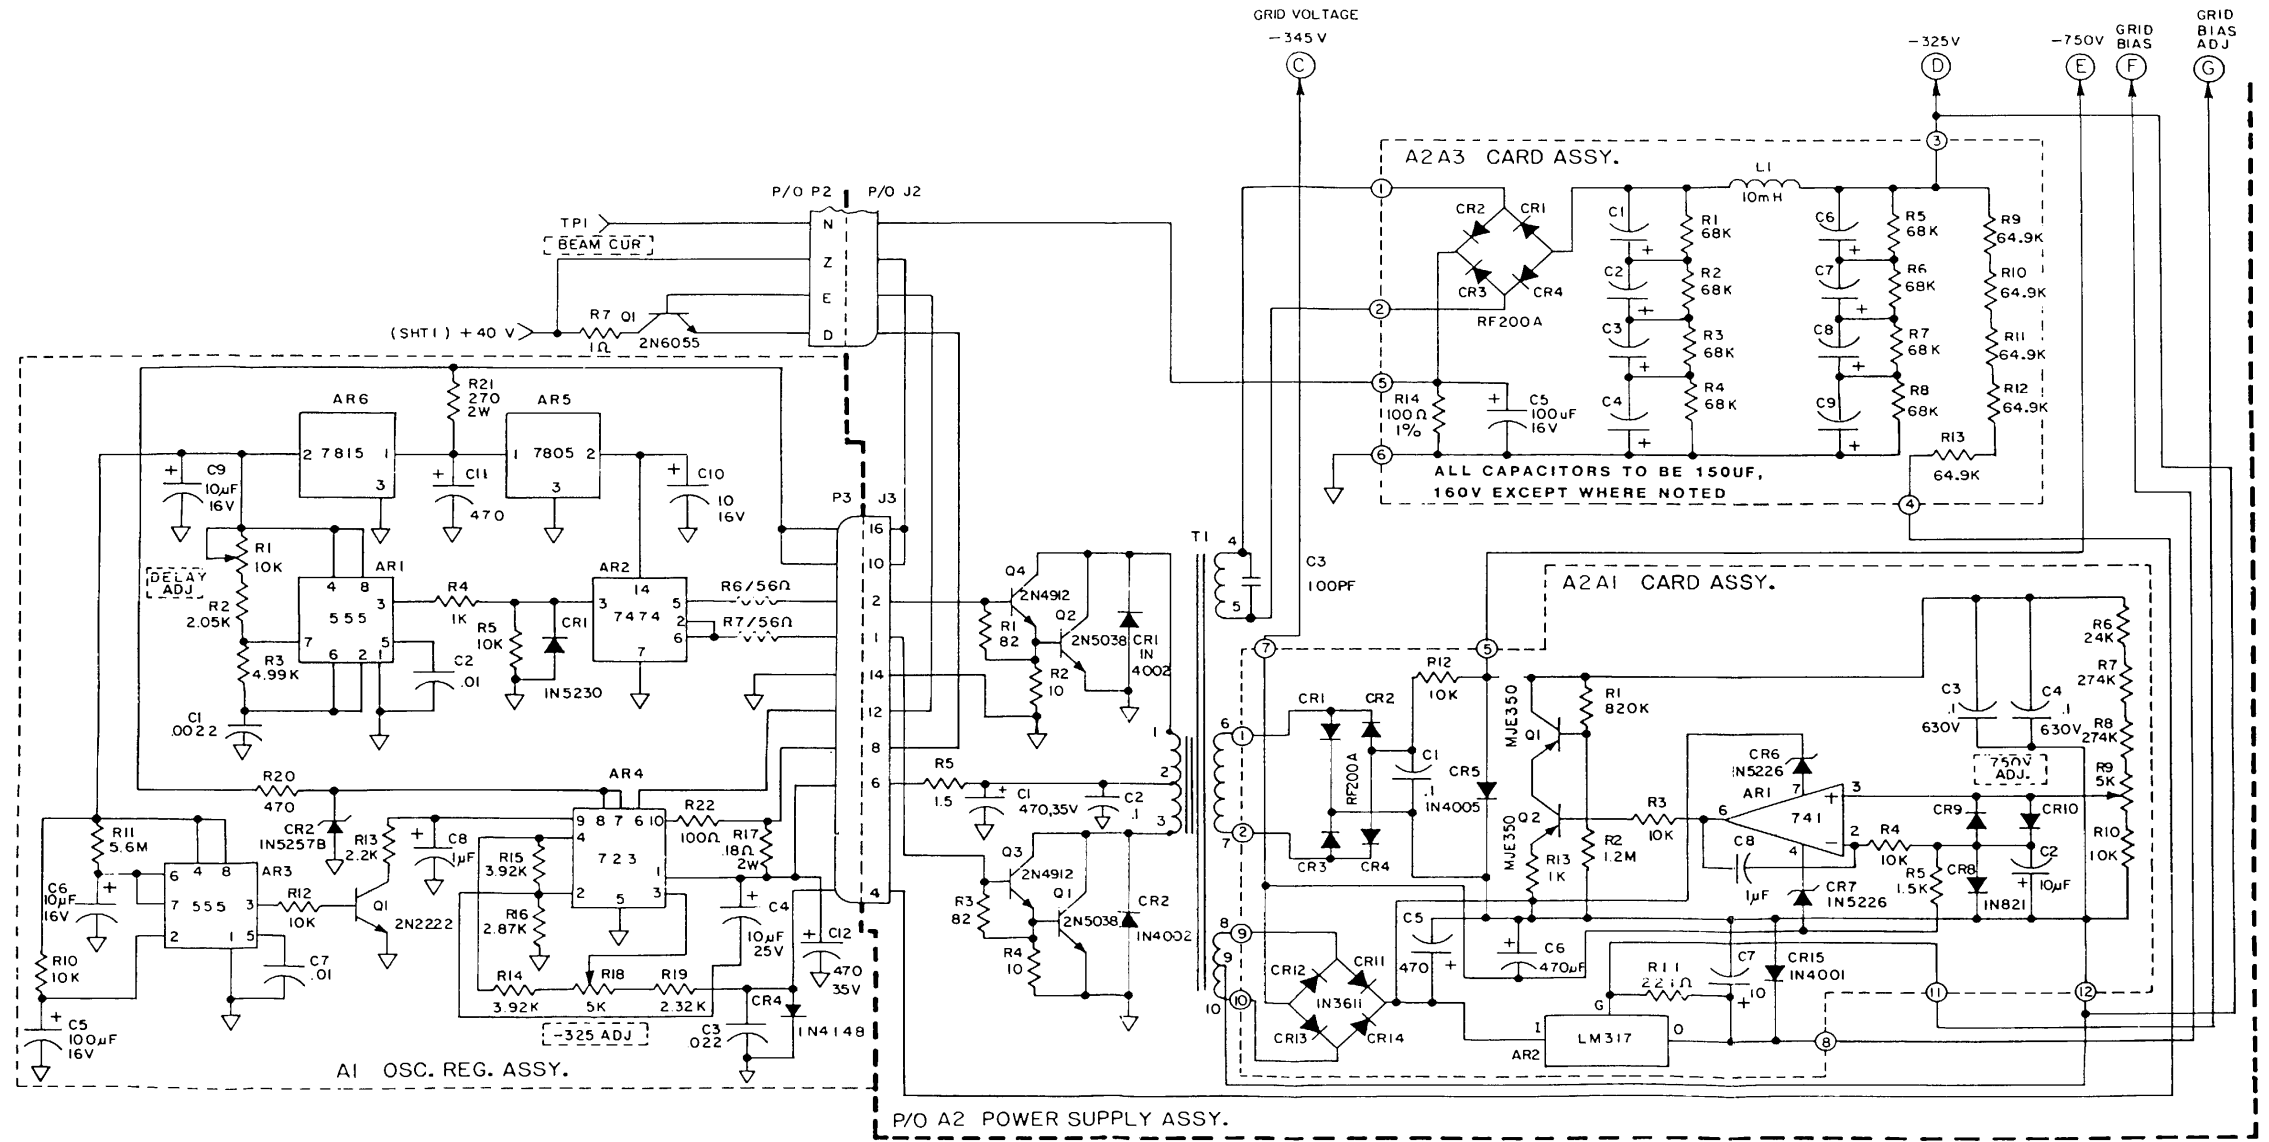 GRID VOLTAGE
-345V
C
-325V
D
-750V
E
GRID
BIAS
F
GRID
BIAS
ADJ
G
P/O P2
P/O J2
TP1
BEAM CUR
N
Z
E
D
(SHT1) +40 V
R7
1Ω
Q1
2N6055
A2A3 CARD ASSY.
1
2
3
4
5
6
CR2
CR1
CR3
CR4
RF200A
L1
10mH
C1
+
R1
68K
C2
+
R2
68K
C3
+
R3
68K
C4
+
R4
68K
C6
+
R5
68K
C7
+
R6
68K
C8
+
R7
68K
C9
+
R8
68K
R9
64.9K
R10
64.9K
R11
64.9K
R12
64.9K
R13
64.9K
R14
100Ω
1%
+
C5
100uF
16V
ALL CAPACITORS TO BE 150UF,
160V EXCEPT WHERE NOTED
R21
270
2W
AR6
2 7815 1
3
AR5
1 7805 2
3
+
C9
10µF
16V
+
C11
470
+
C10
10
16V
R1
10K
DELAY
ADJ
R2
2.05K
R3
4.99K
C1
.0022
AR1
4 8
3
555
7 5
6 2 1
R4
1K
R5
10K
CR1
1N5230
C2
.01
AR2
14
3 7474 5
2
6
7
R6/56Ω
R7/56Ω
P3
J3
16
10
2
1
14
12
8
6
4
R20
470
CR2
1N5257B
R13
2.2K
+
C8
1µF
AR4
9 8 7 6 10
4
723
1
2 5 3
R22
100Ω
R17
.18Ω
2W
R15
3.92K
R16
2.87K
R14
3.92K
R18
5K
R19
2.32K
-325 ADJ
+
C4
10µF
25V
+
C12
470
35V
CR4
1N4148
C3
022
R11
5.6M
C6
10µF
16V
+
AR3
6 4 8
7 555 3
2 1 5
R12
10K
Q1
2N2222
C7
.01
R10
10K
+
C5
100µF
16V
A1 OSC. REG. ASSY.
Q4
2N4912
R1
82
Q2
2N5038
R2
10
CR1
1N
4002
R5
1.5
+
C1
470,35V
C2
.1
Q3
2N4912
R3
82
Q1
2N5038
R4
10
CR2
1N4002
T1
1
2
3
4
5
6
7
8
9
10
C3
100PF
A2A1 CARD ASSY.
7
5
1
2
9
10
8
11
12
CR1
CR2
CR3
CR4
RF200A
R12
10K
C1
.1
CR5
1N4005
MJE350
Q1
MJE350
Q2
R1
820K
R2
1.2M
R13
1K
R3
10K
CR6
1N5226
AR1
741
7
6
3
+
2
-
4
C8
1µF
CR7
1N5226
R4
10K
R5
1.5K
CR8
1N821
CR9
CR10
C2
10µF
+
C3
.1
630V
C4
.1
630V
750V
ADJ.
R6
24K
R7
274K
R8
274K
R9
5K
R10
10K
CR12
CR11
1N3611
CR13
CR14
C5
470
+
+
C6
470µF
R11
221Ω
C7
10
+
CR15
1N4001
G
I
LM317
O
AR2
P/O A2 POWER SUPPLY ASSY.